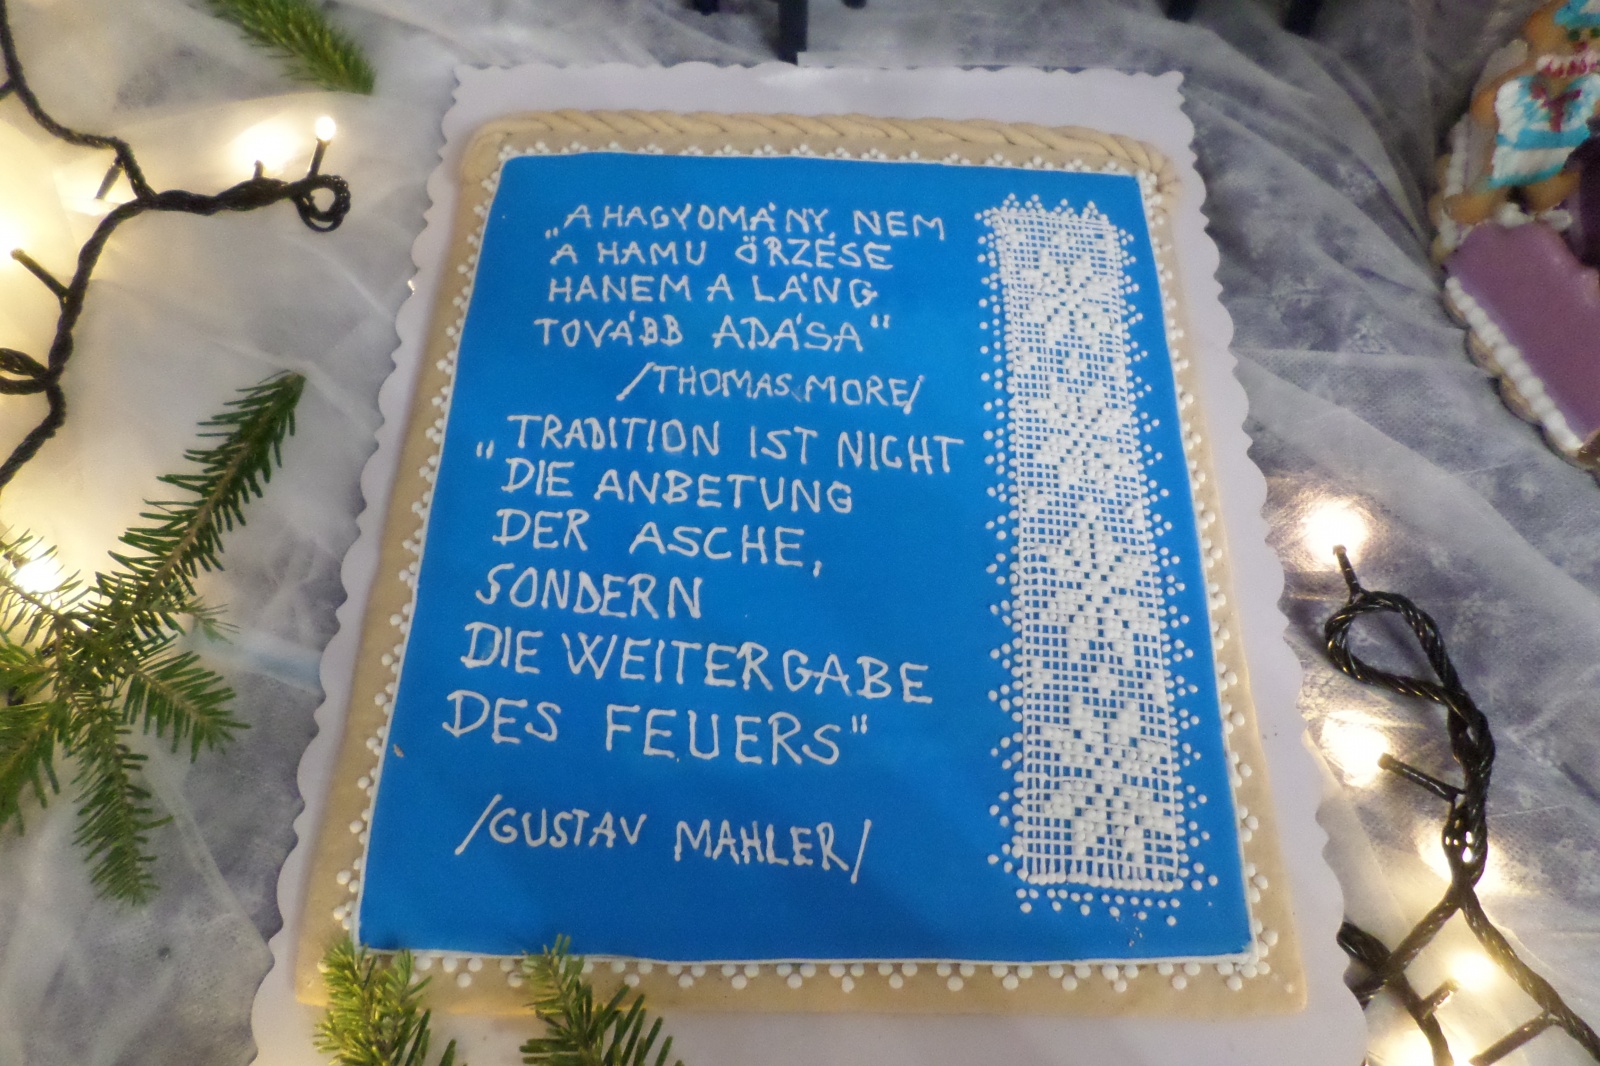 „A HAGYOMÁNY NEM
A HAMU ŐRZÉSE
HANEM A LÁNG
TOVÁBB ADÁSA"
/THOMAS MORE/
"TRADITION IST NICHT
DIE ANBETUNG
DER ASCHE,
SONDERN
DIE WEITERGABE
DES FEUERS"
/GUSTAV MAHLER/